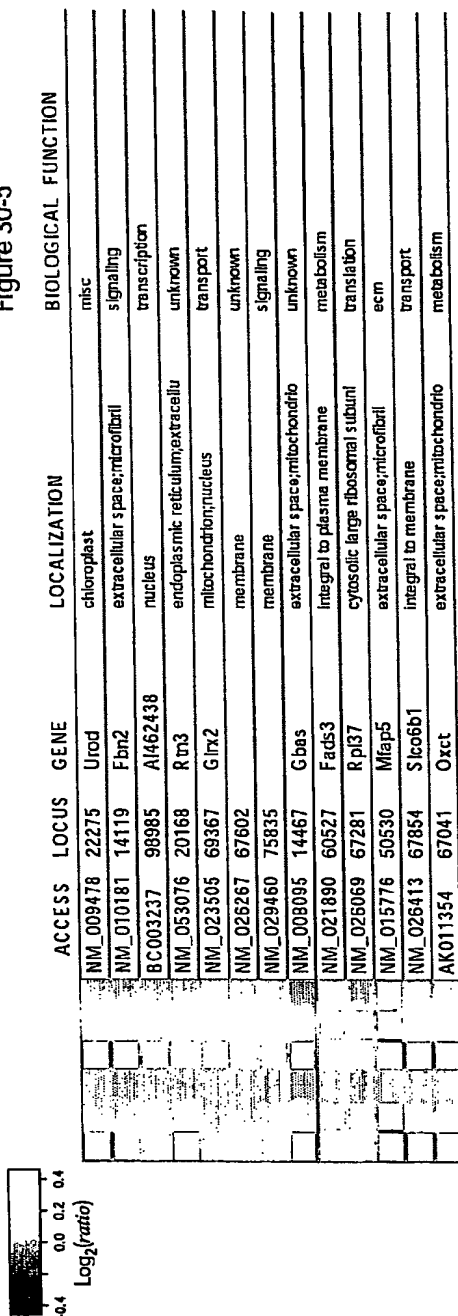 Figure 30-5
-0.4 0.0 0.2 0.4
Log2(ratio)
ACCESS LOCUS GENE LOCALIZATION BIOLOGICAL FUNCTION
NM_009478 22275 Urod chloroplast misc
NM_010181 14119 Fbn2 extracellular space;microfibril signaling
BC003237 98985 AI462438 nucleus transcription
NM_053076 20168 Rtn3 endoplasmic reticulum;extracellu unknown
NM_023505 69367 Glrx2 mitochondrion;nucleus transport
NM_026267 67602 membrane unknown
NM_029460 75835 membrane signaling
NM_008095 14467 Gbas extracellular space;mitochondrio unknown
NM_021890 60527 Fads3 integral to plasma membrane metabolism
NM_026069 67281 Rpl37 cytosolic large ribosomal subuni translation
NM_015776 50530 Mfap5 extracellular space;microfibril ecm
NM_026413 67854 Slco6b1 integral to membrane transport
AK011354 67041 Oxct extracellular space;mitochondrio metabolism